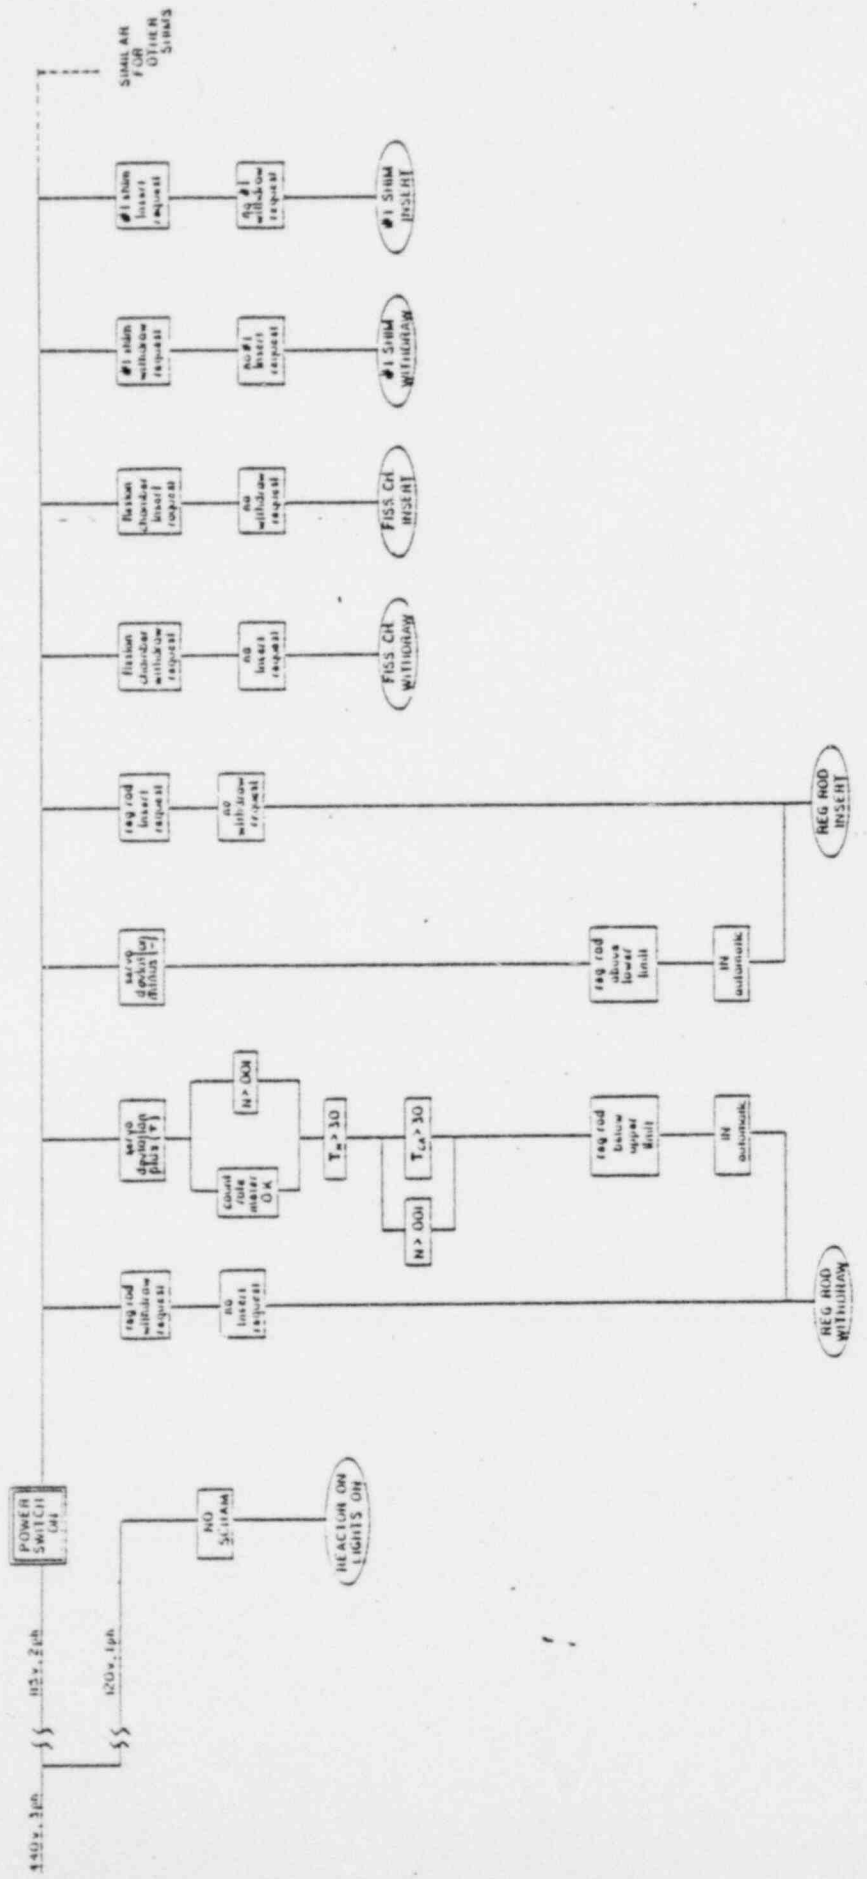 440v, 3ph
115v, 2ph
120v, 1ph
POWER
SWITCH
ON
NO
SCRAM
REACTOR ON
LIGHTS ON
reg rod
withdraw
request
no
insert
request
REG ROD
WITHDRAW
servo
deviation
plus (+)
count
rate
meter
OK
N > .001
T_N > 30
N > .001
T_CR > 30
reg rod
below
upper
limit
IN
automatic
servo
deviation
minus (-)
reg rod
above
lower
limit
IN
automatic
reg rod
insert
request
no
withdraw
request
REG ROD
INSERT
fission
chamber
withdraw
request
no
insert
request
FISS CH
WITHDRAW
fission
chamber
insert
request
no
withdraw
request
FISS CH
INSERT
#1 shim
withdraw
request
no #1
insert
request
#1 SHIM
WITHDRAW
#1 shim
insert
request
no #1
withdraw
request
#1 SHIM
INSERT
SIMILAR
FOR
OTHER
SHIMS